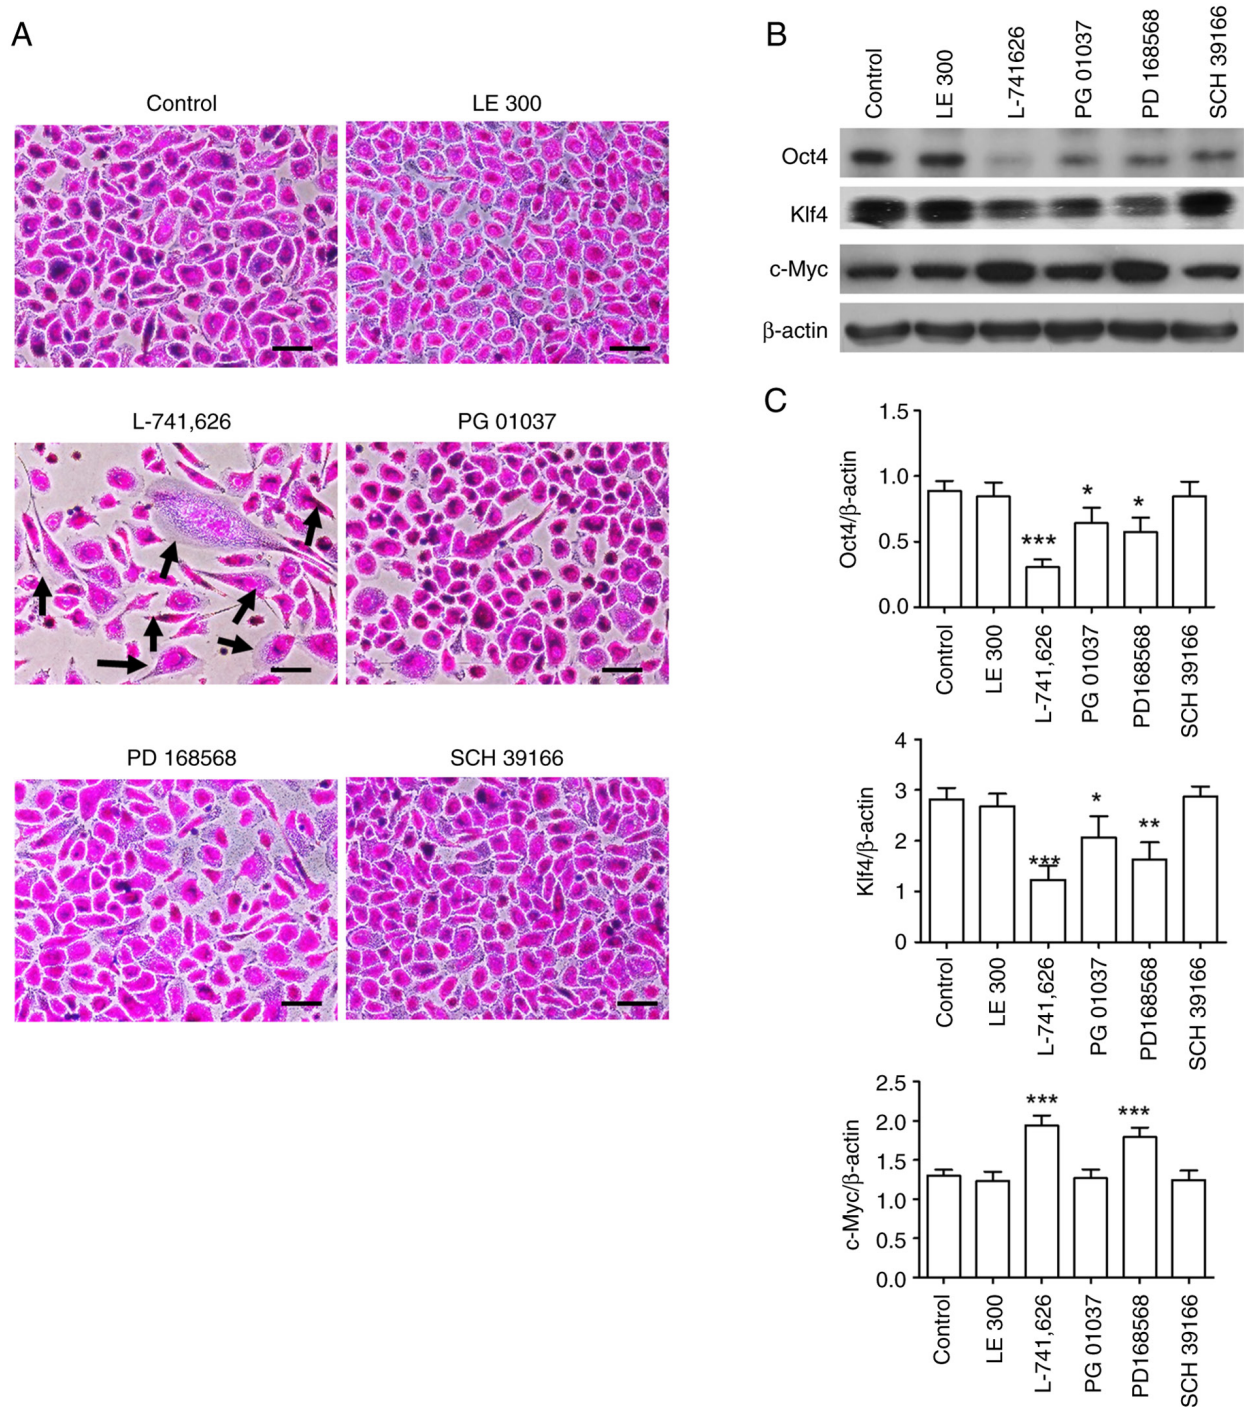 A
Control
LE 300
L-741,626
PG 01037
PD 168568
SCH 39166
B
Control
LE 300
L-741626
PG 01037
PD 168568
SCH 39166
Oct4
Klf4
c-Myc
β-actin
C
Oct4/β-actin
1.5
1.0
0.5
0.0
*** * *
Control
LE 300
L-741,626
PG 01037
PD168568
SCH 39166
Klf4/β-actin
4
3
2
1
0
*** * **
Control
LE 300
L-741,626
PG 01037
PD168568
SCH 39166
c-Myc/β-actin
2.5
2.0
1.5
1.0
0.5
0.0
*** ***
Control
LE 300
L-741,626
PG 01037
PD168568
SCH 39166